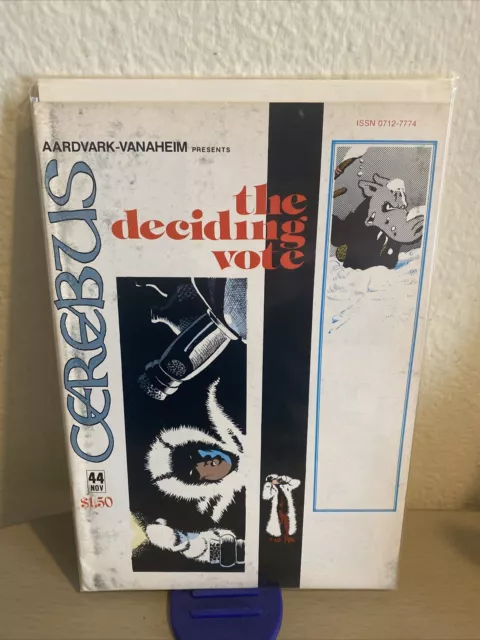 ISSN 0712-7774
AARDVARK-VANAHEIM PRESENTS
CEREBUS
the
deciding
vote
44
NOV
$1.50